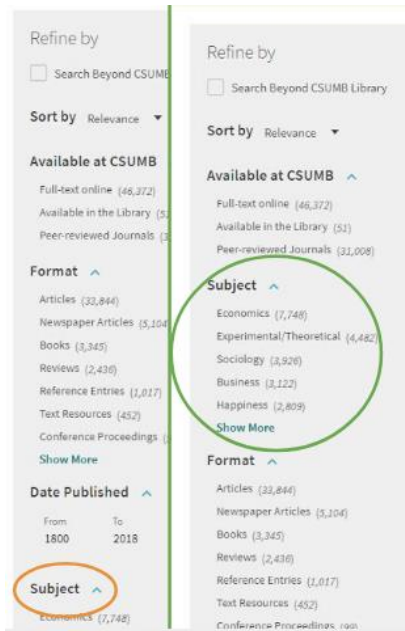 Refine by
Search Beyond CSUMB
Sort by Relevance
Available at CSUMB
Full-text online (46,372)
Available in the Library
Peer-reviewed Journals
Format
Articles (33,844)
Newspaper Articles (5,104
Books (3,345)
Reviews (2,436)
Reference Entries (1,017)
Text Resources (452)
Conference Proceedings
Show More
Date Published
From To
1800 2018
Subject
Economics (7,748)
Refine by
Search Beyond CSUMB Library
Sort by Relevance
Available at CSUMB
Full-text online (46,372)
Available in the Library (51)
Peer-reviewed Journals (31,008)
Subject
Economics (7,748)
Experimental/Theoretical (4,482)
Sociology (3,926)
Business (3,122)
Happiness (2,809)
Show More
Format
Articles (33,844)
Newspaper Articles (5,104)
Books (3,345)
Reviews (2,436)
Reference Entries (1,017)
Text Resources (452)
Conference Proceedings (99)